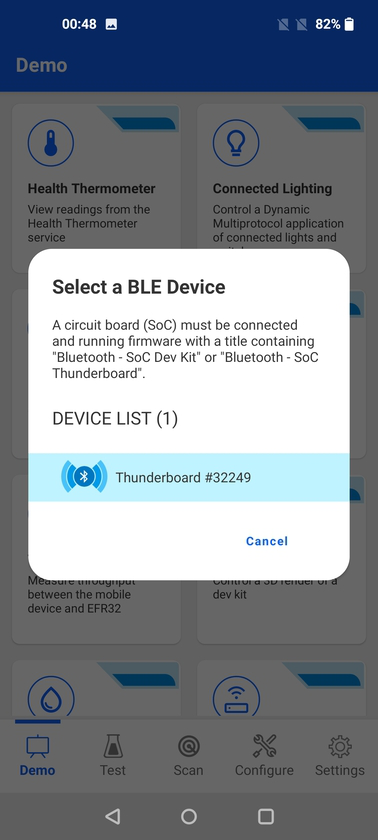 00:48
82%
Demo
Health Thermometer
View readings from the
Health Thermometer
service
Connected Lighting
Control a Dynamic
Multiprotocol application
of connected lights and
Select a BLE Device
A circuit board (SoC) must be connected
and running firmware with a title containing
"Bluetooth - SoC Dev Kit" or "Bluetooth - SoC
Thunderboard".
DEVICE LIST (1)
Thunderboard #32249
Cancel
Measure throughput
between the mobile
device and EFR32
Control a 3D render of a
dev kit
Demo
Test
Scan
Configure
Settings